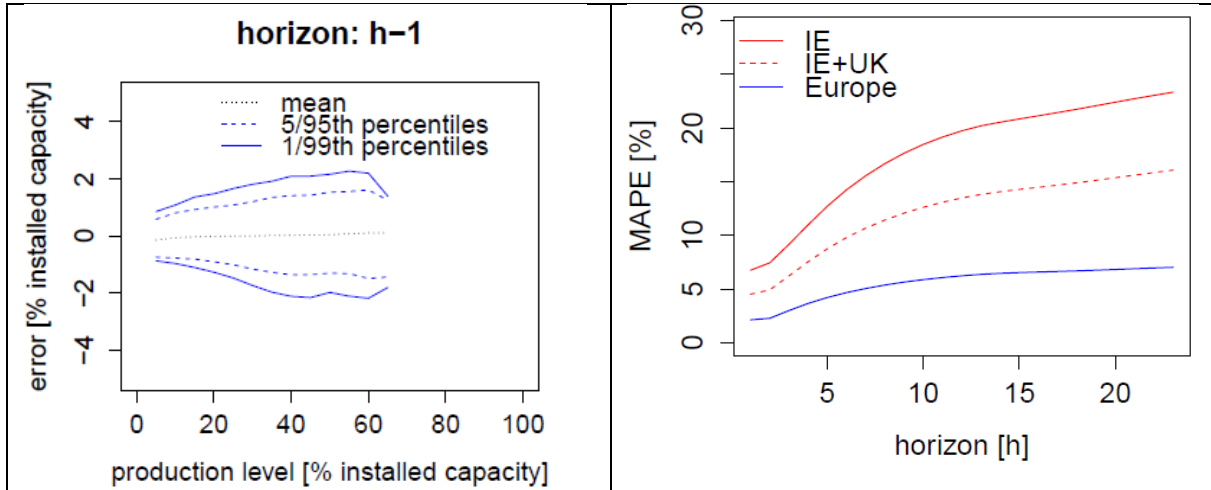 horizon: h−1
mean
5/95th percentiles
1/99th percentiles
error [% installed capacity]
4
2
0
−2
−4
0 20 40 60 80 100
production level [% installed capacity]
IE
IE+UK
Europe
MAPE [%]
30
20
10
5
0
5 10 15 20
horizon [h]